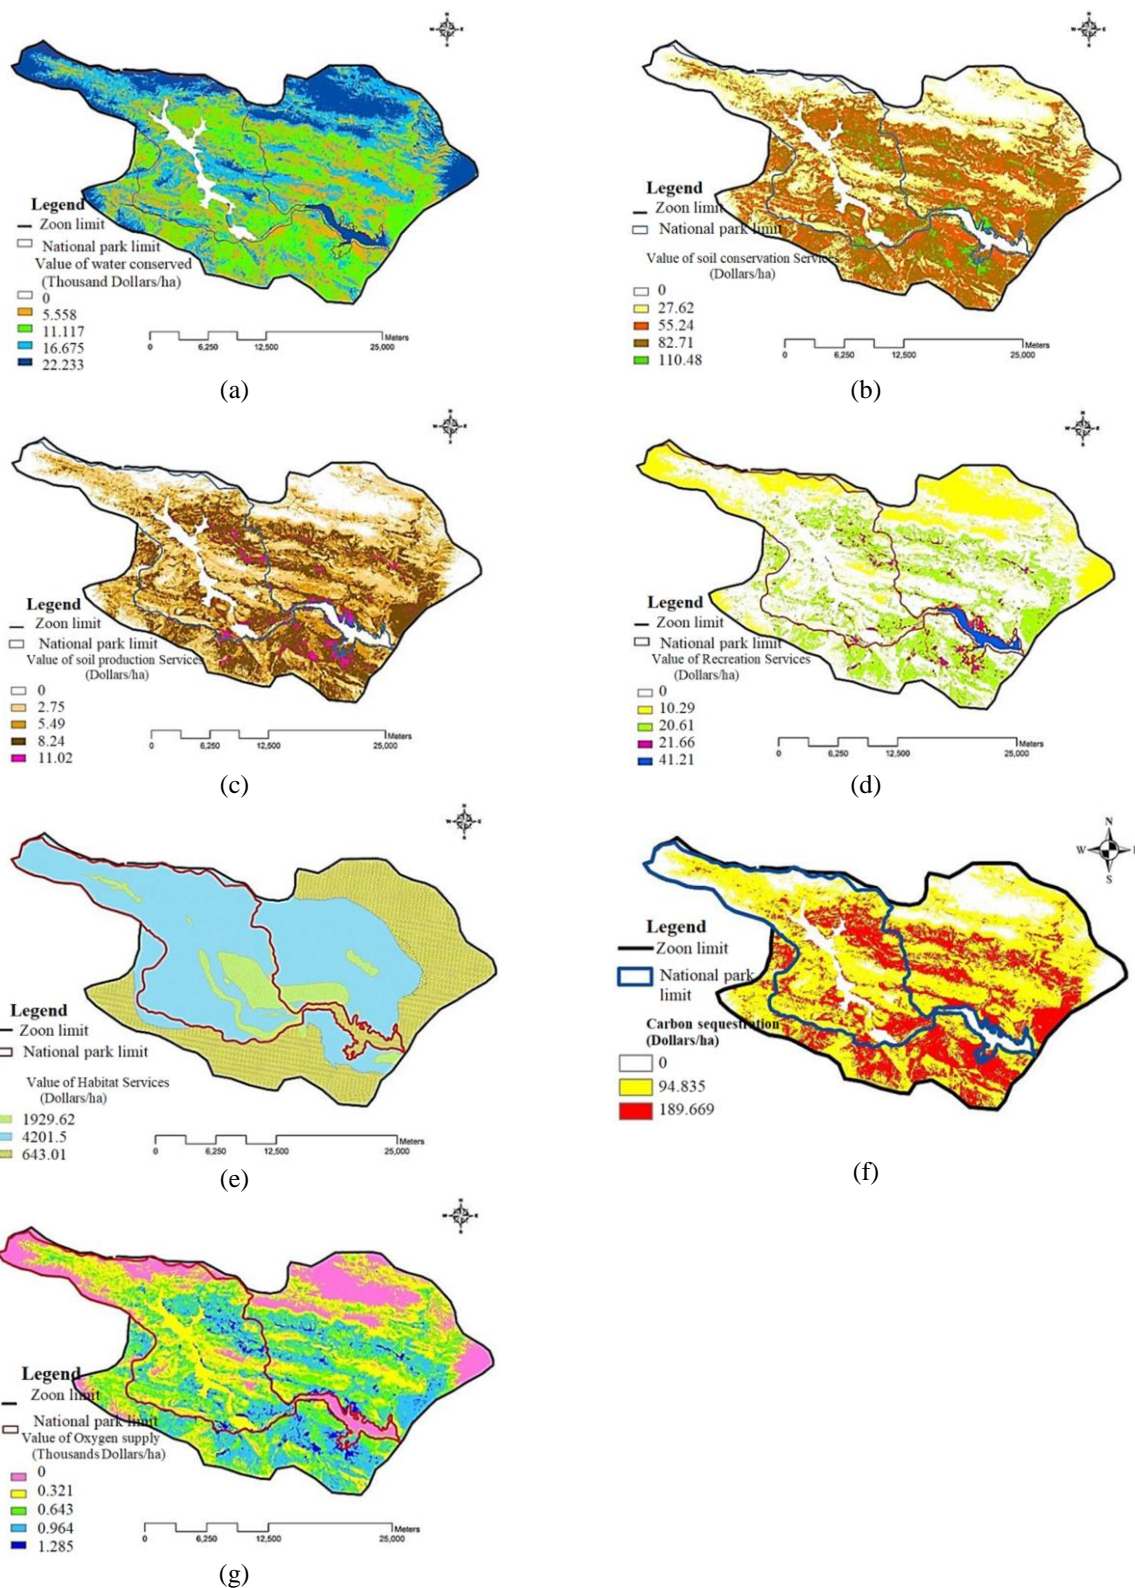 Legend
Zoon limit
National park limit
Value of water conserved
(Thousand Dollars/ha)
0
5.558
11.117
16.675
22.233
0 6,250 12,500 25,000 Meters
(a)
Legend
Zoon limit
National park limit
Value of soil conservation Services
(Dollars/ha)
0
27.62
55.24
82.71
110.48
0 6,250 12,500 25,000 Meters
(b)
Legend
Zoon limit
National park limit
Value of soil production Services
(Dollars/ha)
0
2.75
5.49
8.24
11.02
0 6,250 12,500 25,000 Meters
(c)
Legend
Zoon limit
National park limit
Value of Recreation Services
(Dollars/ha)
0
10.29
20.61
21.66
41.21
0 6,250 12,500 25,000 Meters
(d)
Legend
Zoon limit
National park limit
Value of Habitat Services
(Dollars/ha)
1929.62
4201.5
643.01
0 6,250 12,500 25,000 Meters
(e)
N
W
S
Legend
Zoon limit
National park
limit
Carbon sequestration
(Dollars/ha)
0
94.835
189.669
(f)
Legend
Zoon limit
National park limit
Value of Oxygen supply
(Thousands Dollars/ha)
0
0.321
0.643
0.964
1.285
0 6,250 12,500 25,000 Meters
(g)